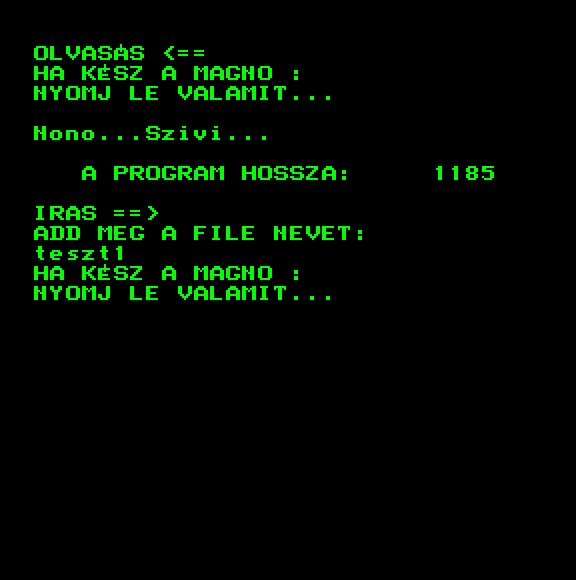 OLVASÁS <==
HA KÉSZ A MAGNO :
NYOMJ LE VALAMIT...
Nono...Szivi...
A PROGRAM HOSSZA: 1185
IRAS ==>
ADD MEG A FILE NEVET:
teszt1
HA KÉSZ A MAGNO :
NYOMJ LE VALAMIT...